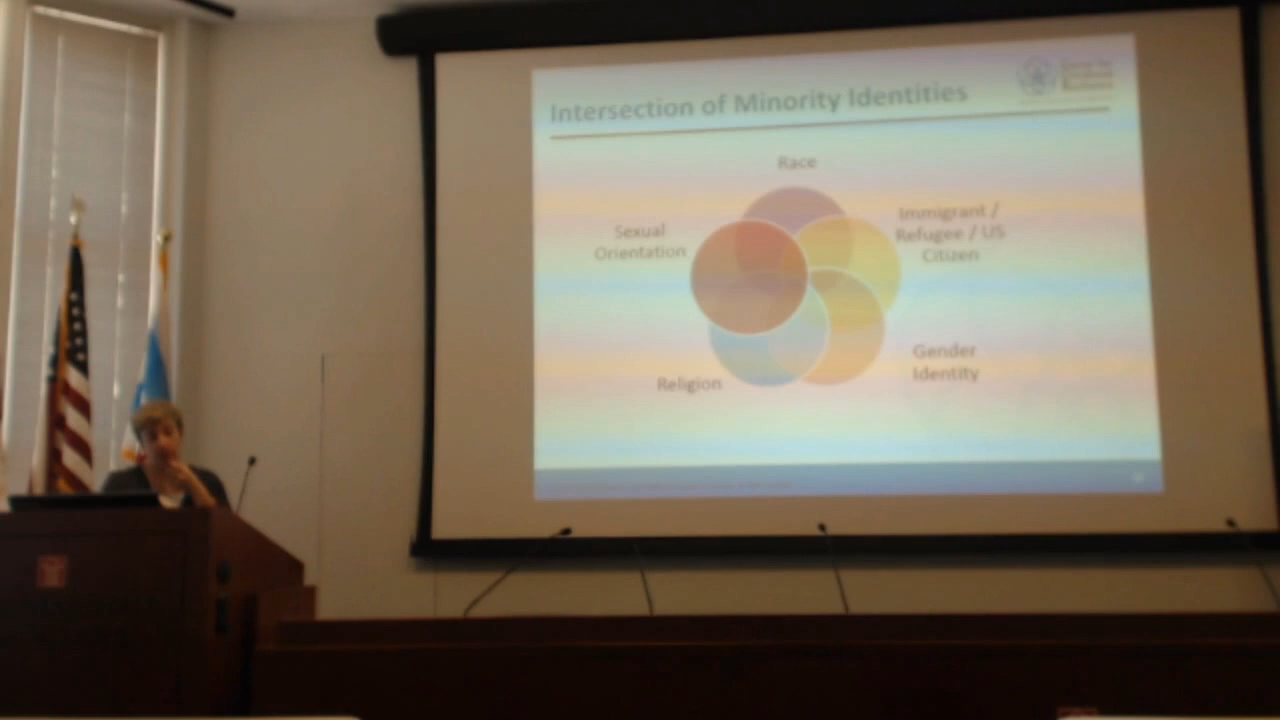 Intersection of Minority Identities
Race
Immigrant /
Refugee / US
Citizen
Sexual
Orientation
Gender
Identity
Religion